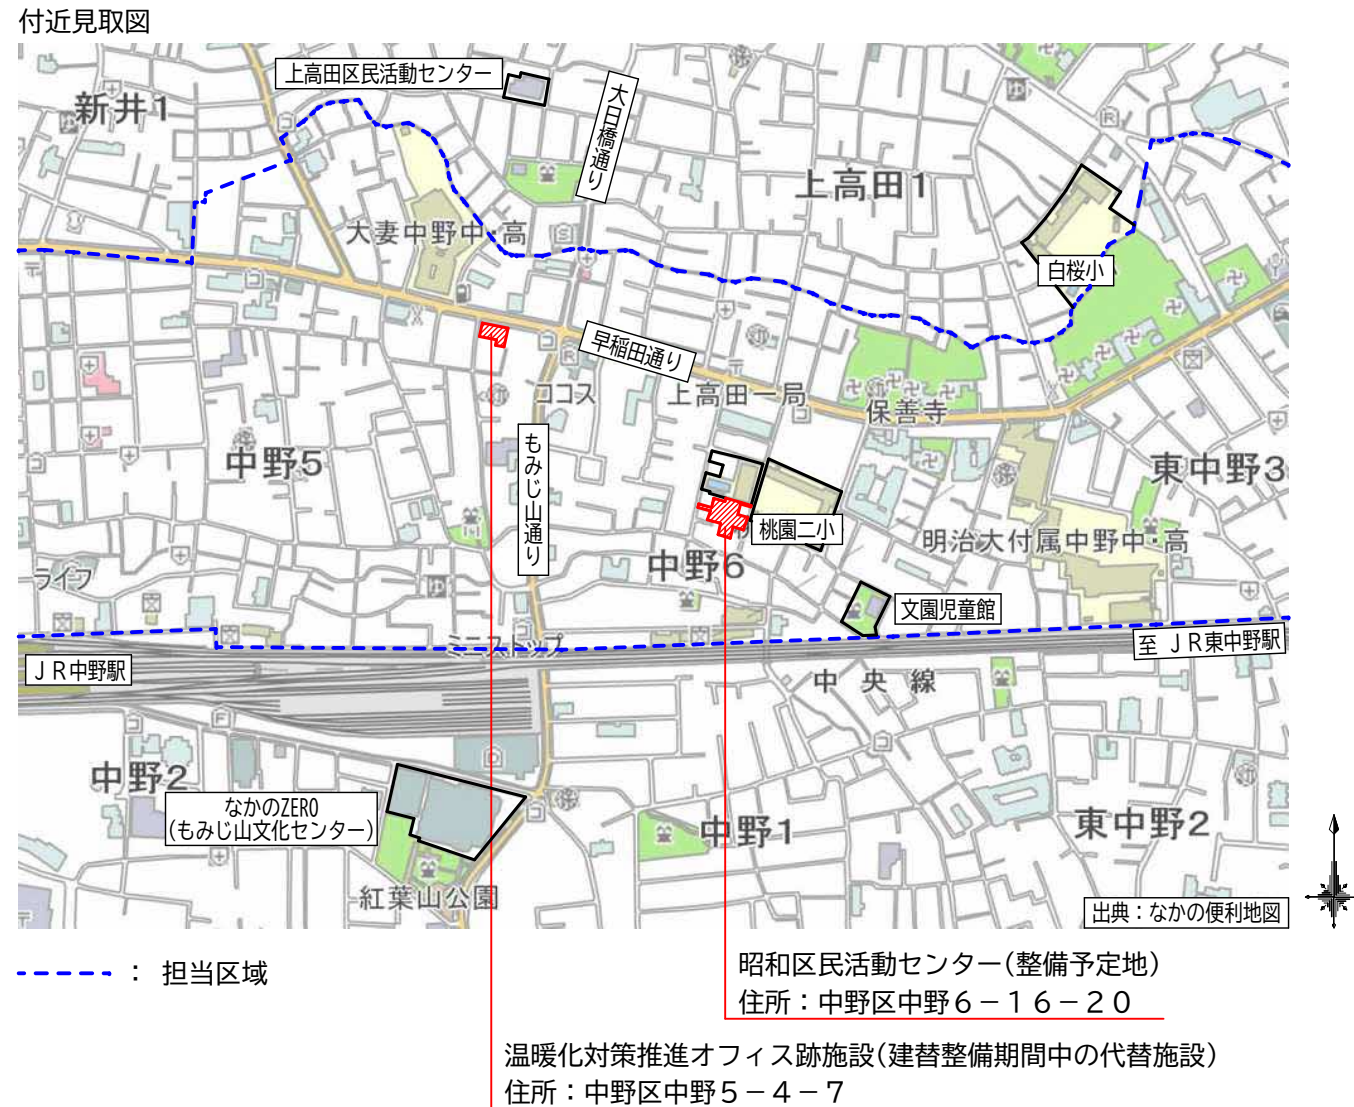 付近見取図
上高田区民活動センター
大日橋通り
新井1
上高田1
大妻中野中・高
白桜小
早稲田通り
ココス
上高田一局
保善寺
もみじ山通り
中野5
東中野3
桃園二小
明治大付属中野中・高
中野6
ライフ
文園児童館
ミニストップ
至 JR東中野駅
JR中野駅
中央線
中野2
なかのZERO
(もみじ山文化センター)
中野1
東中野2
紅葉山公園
出典：なかの便利地図
： 担当区域
昭和区民活動センター(整備予定地)
住所：中野区中野6－16－20
温暖化対策推進オフィス跡施設(建替整備期間中の代替施設)
住所：中野区中野5－4－7